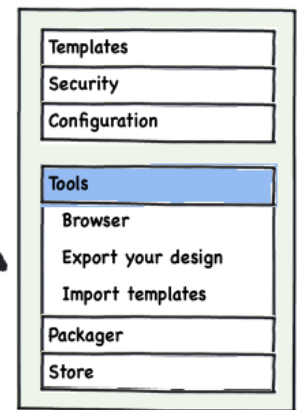 Templates
Security
Configuration
Tools
Browser
Export your design
Import templates
Packager
Store